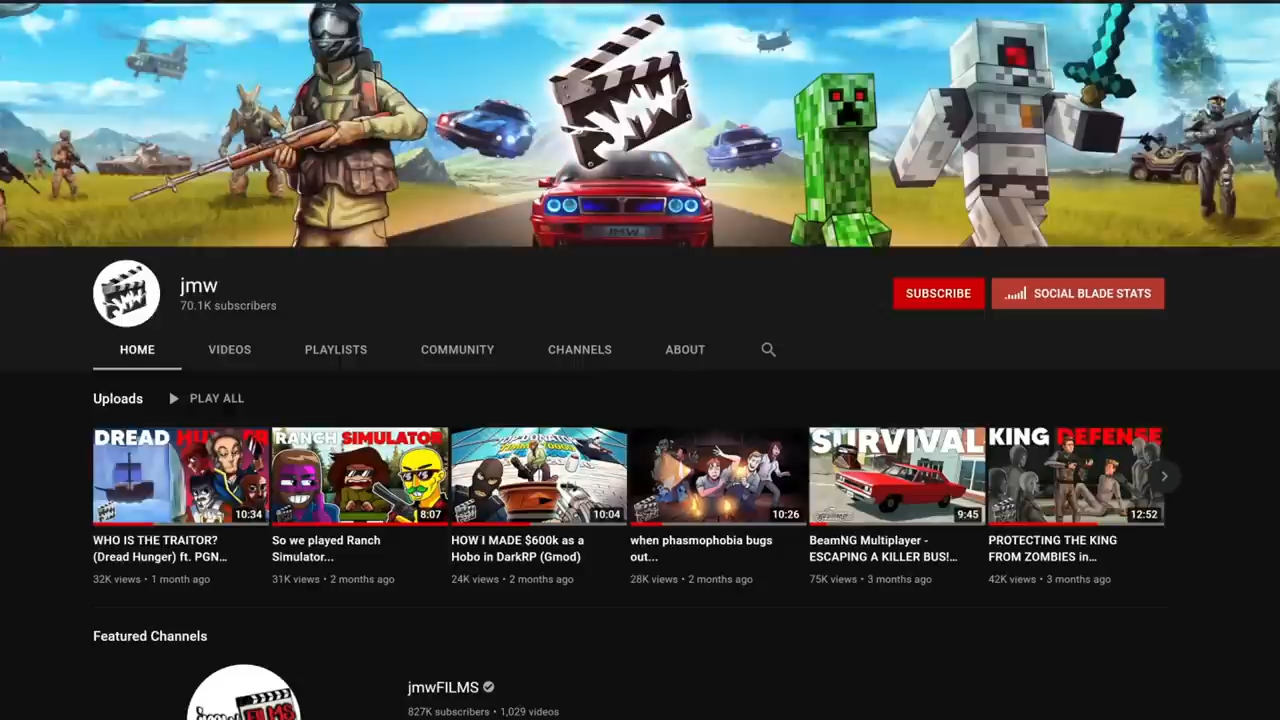 JMW
JMW
jmw
70.1K subscribers
SUBSCRIBE
SOCIAL BLADE STATS
HOME
VIDEOS
PLAYLISTS
COMMUNITY
CHANNELS
ABOUT
Uploads
PLAY ALL
DREAD HUNGER
10:34
RANCH SIMULATOR
8:07
10:04
10:26
SURVIVAL
9:45
KING DEFENSE
12:52
WHO IS THE TRAITOR?
(Dread Hunger) ft. PGN...
32K views • 1 month ago
So we played Ranch
Simulator...
31K views • 2 months ago
HOW I MADE $600k as a
Hobo in DarkRP (Gmod)
24K views • 2 months ago
when phasmophobia bugs
out...
28K views • 2 months ago
BeamNG Multiplayer -
ESCAPING A KILLER BUS!...
75K views • 3 months ago
PROTECTING THE KING
FROM ZOMBIES in...
42K views • 3 months ago
Featured Channels
FILMS
jmwFILMS
827K subscribers • 1,029 videos